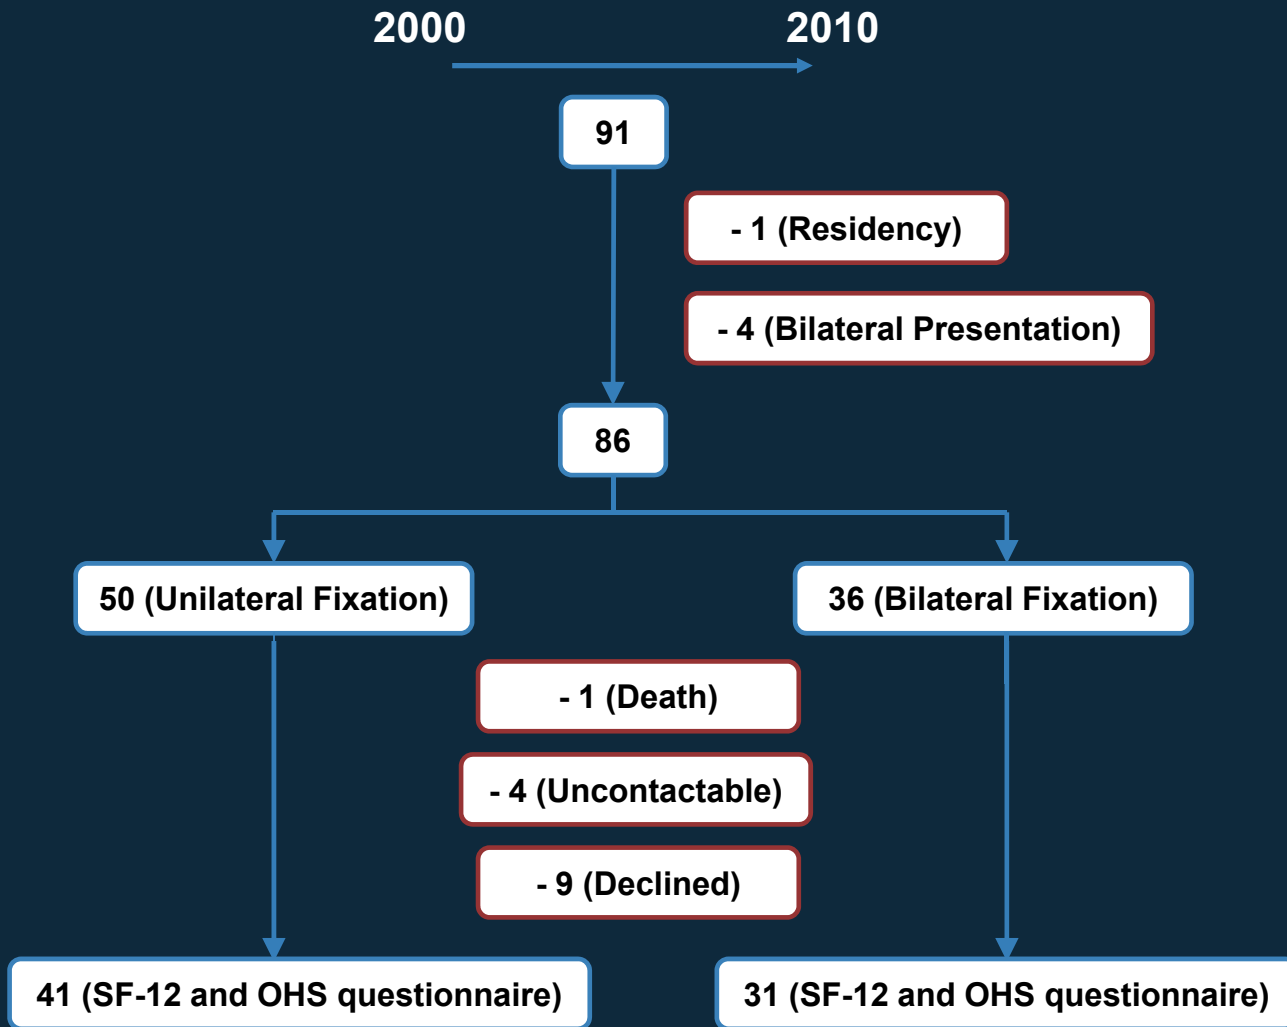 2000
2010
91
- 1 (Residency)
- 4 (Bilateral Presentation)
86
50 (Unilateral Fixation)
36 (Bilateral Fixation)
- 1 (Death)
- 4 (Uncontactable)
- 9 (Declined)
41 (SF-12 and OHS questionnaire)
31 (SF-12 and OHS questionnaire)